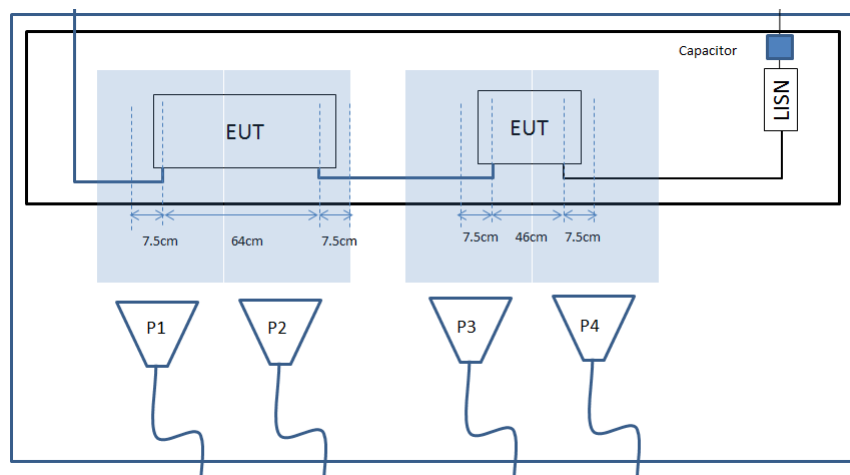 Capacitor
LISN
EUT
EUT
7.5cm
64cm
7.5cm
7.5cm
46cm
7.5cm
P1
P2
P3
P4